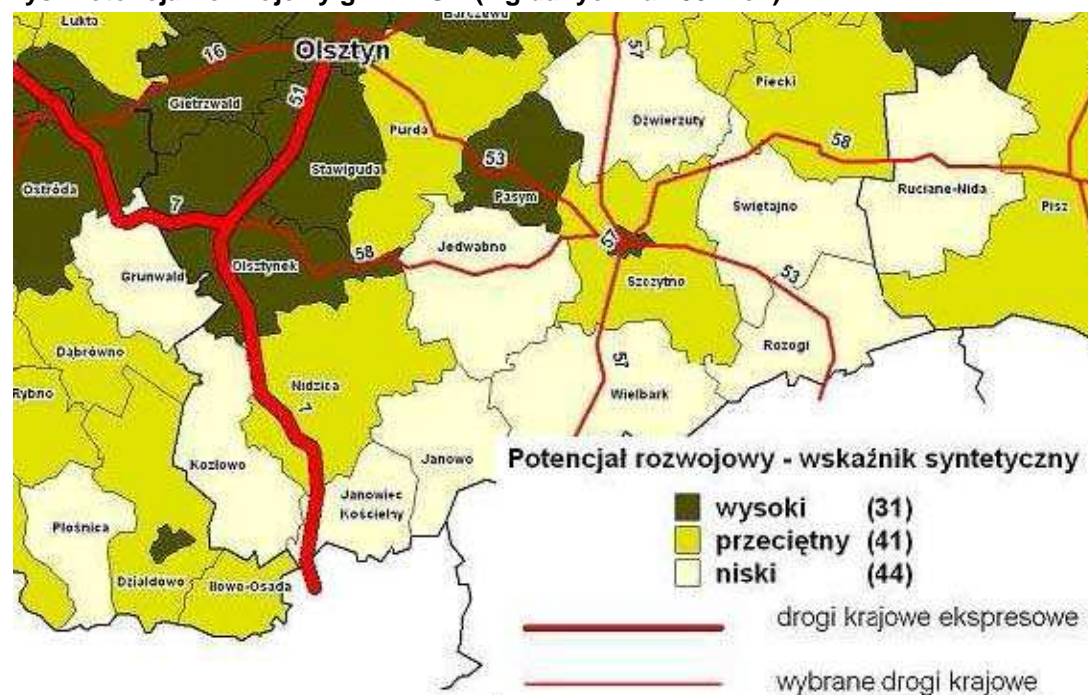 Łukta
Barczewo
Olsztyn
16
57
Piecki
Gietrzwałd
51
Dźwierzuty
Purda
58
53
Stawiguda
Ostróda
Pasym
Ruciane-Nida
7
Świętajno
Pisz
57
Jedwabno
58
Olsztynek
Grunwald
53
Szczytno
Dąbrówno
Rozogi
57
Nidzica
Rybno
Wielbark
7
Potencjał rozwojowy - wskaźnik syntetyczny
Janowo
Kozłowo
Janowiec
Kościelny
wysoki (31)
Płośnica
przeciętny (41)
niski (44)
Działdowo
Iłowo-Osada
drogi krajowe ekspresowe
wybrane drogi krajowe